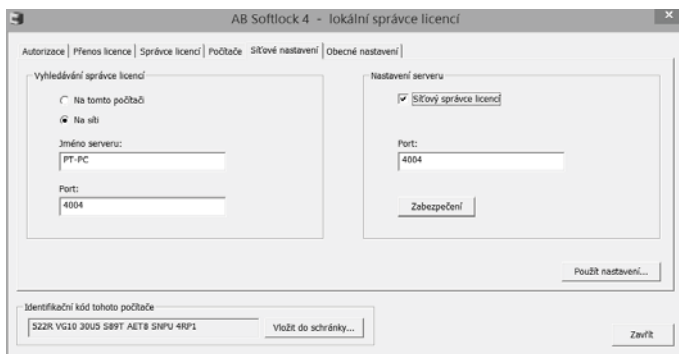 AB Softlock 4 - lokální správce licencí
Autorizace | Přenos licence | Správce licencí | Počítače | Síťové nastavení | Obecné nastavení
Vyhledávání správce licencí
Na tomto počítači
Na síti
Jméno serveru:
PT-PC
Port:
4004
Nastavení serveru
Síťový správce licencí
Port:
4004
Zabezpečení
Použít nastavení...
Identifikační kód tohoto počítače
522R VG10 30U5 S89T AET8 SNPU 4RP1
Vložit do schránky...
Zavřít